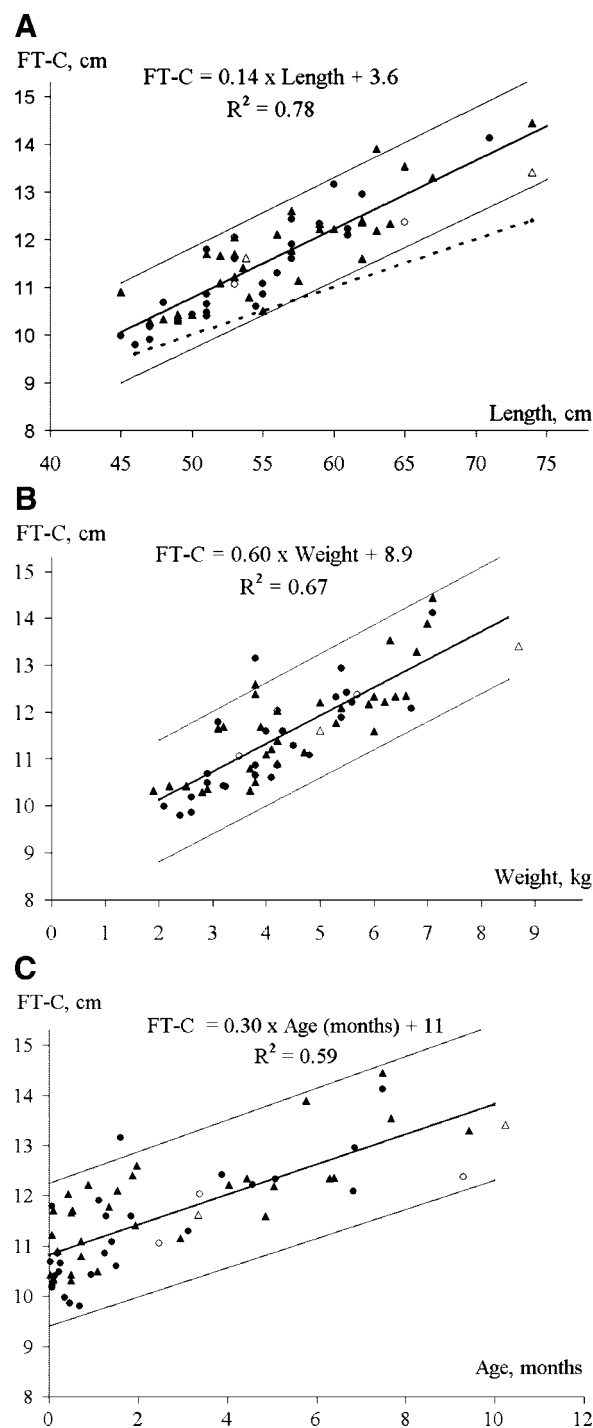 A
FT-C, cm
FT-C = 0.14 x Length + 3.6
R² = 0.78
15
14
13
12
11
10
9
8
Length, cm
40 45 50 55 60 65 70 75
B
FT-C, cm
FT-C = 0.60 x Weight + 8.9
R² = 0.67
15
14
13
12
11
10
9
8
Weight, kg
0 1 2 3 4 5 6 7 8 9
C
FT-C, cm
FT-C = 0.30 x Age (months) + 11
R² = 0.59
15
14
13
12
11
10
9
8
Age, months
0 2 4 6 8 10 12